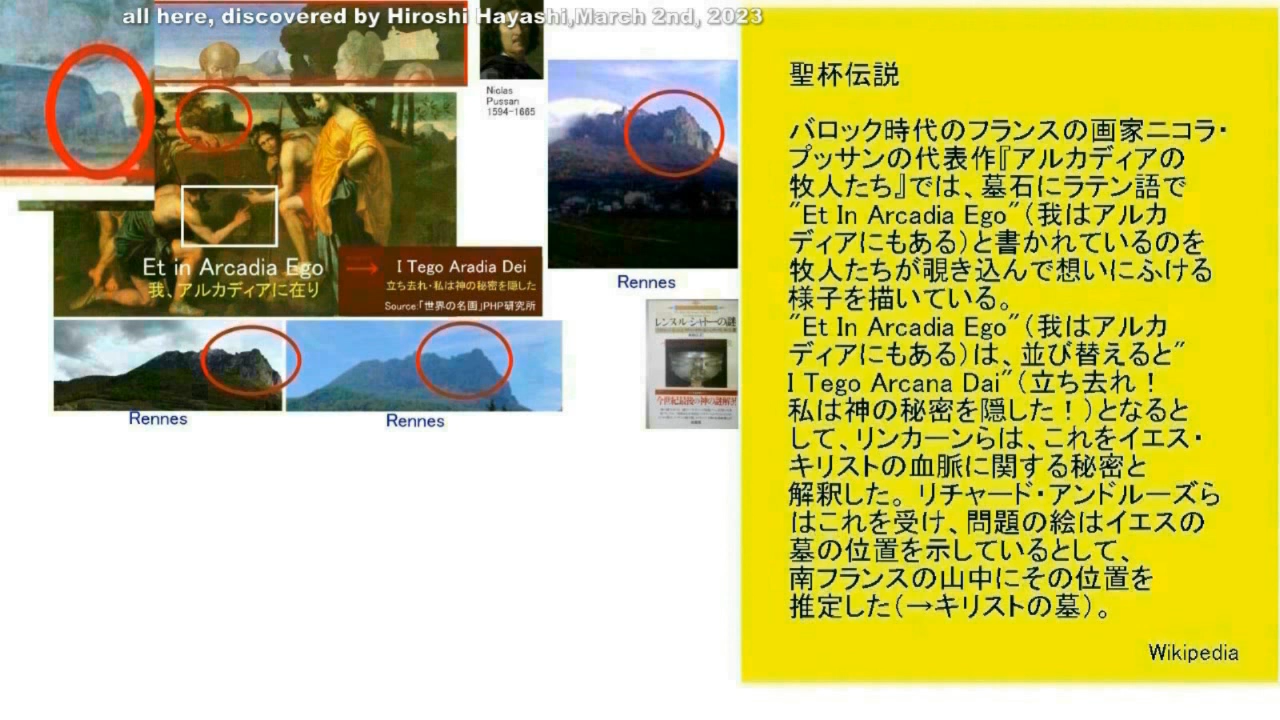 all here, discovered by Hiroshi Hayashi,March 2nd, 2023
Niclas
Pussan
1594-1665
Et in Arcadia Ego
我、アルカディアに在り
I Tego Aradia Dei
立ち去れ・私は神の秘密を隠した
Source:「世界の名画」PHP研究所
Rennes
Rennes
Rennes
レンヌル シャトーの謎
今世紀最後の神の謎解き
聖杯伝説
バロック時代のフランスの画家ニコラ・
プッサンの代表作『アルカディアの
牧人たち』では、墓石にラテン語で
"Et In Arcadia Ego"(我はアルカ
ディアにもある)と書かれているのを
牧人たちが覗き込んで想いにふける
様子を描いている。
"Et In Arcadia Ego"(我はアルカ
ディアにもある)は、並び替えると"
I Tego Arcana Dai"(立ち去れ！
私は神の秘密を隠した！)となると
して、リンカーンらは、これをイエス・
キリストの血脈に関する秘密と
解釈した。リチャード・アンドルーズら
はこれを受け、問題の絵はイエスの
墓の位置を示しているとして、
南フランスの山中にその位置を
推定した(→キリストの墓)。
Wikipedia